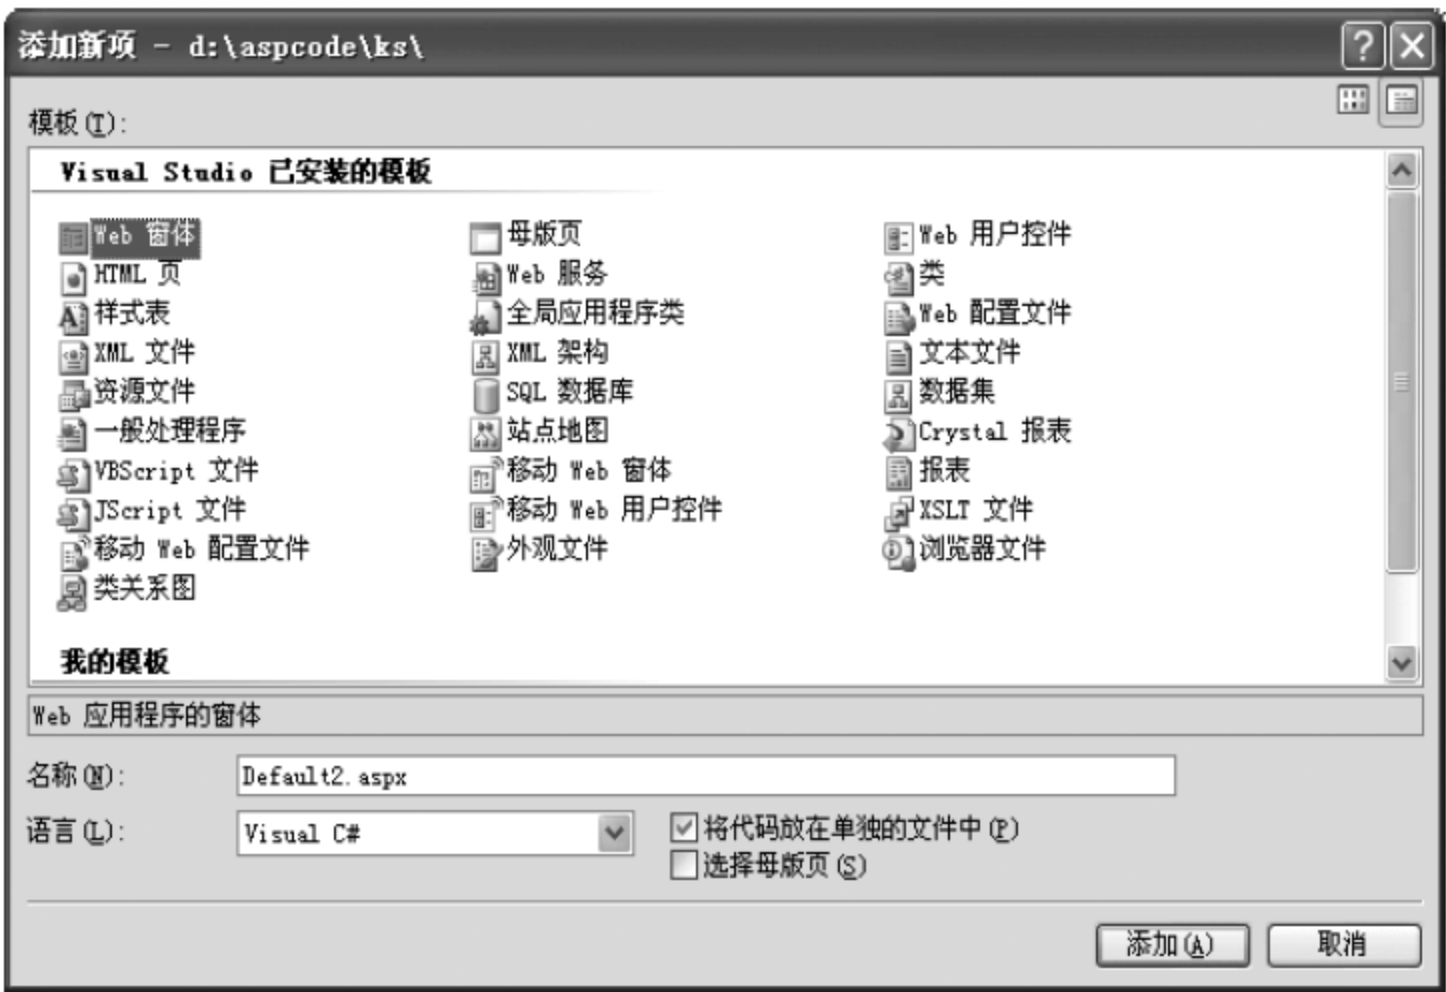 添加新项 - d:\aspcode\ks\
模板(T):
Visual Studio 已安装的模板
Web 窗体 母版页 Web 用户控件
HTML 页 Web 服务 类
样式表 全局应用程序类 Web 配置文件
XML 文件 XML 架构 文本文件
资源文件 SQL 数据库 数据集
一般处理程序 站点地图 Crystal 报表
VBScript 文件 移动 Web 窗体 报表
JScript 文件 移动 Web 用户控件 XSLT 文件
移动 Web 配置文件 外观文件 浏览器文件
类关系图
我的模板
Web 应用程序的窗体
名称(N): Default2.aspx
语言(L): Visual C# 将代码放在单独的文件中(P)
选择母版页(S)
添加(A) 取消